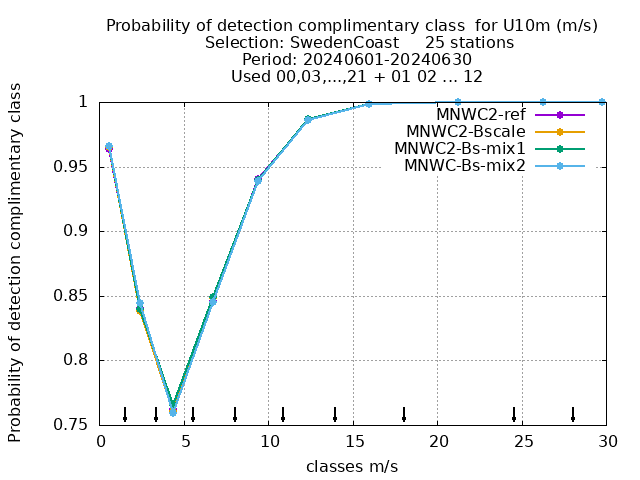 Probability of detection complimentary class  for U10m (m/s)
Selection: SwedenCoast     25 stations
Period: 20240601-20240630
Used 00,03,...,21 + 01 02 ... 12
Probability of detection complimentary class
1
0.95
0.9
0.85
0.8
0.75
MNWC2-ref
MNWC2-Bscale
MNWC2-Bs-mix1
MNWC-Bs-mix2
0 5 10 15 20 25 30
classes m/s